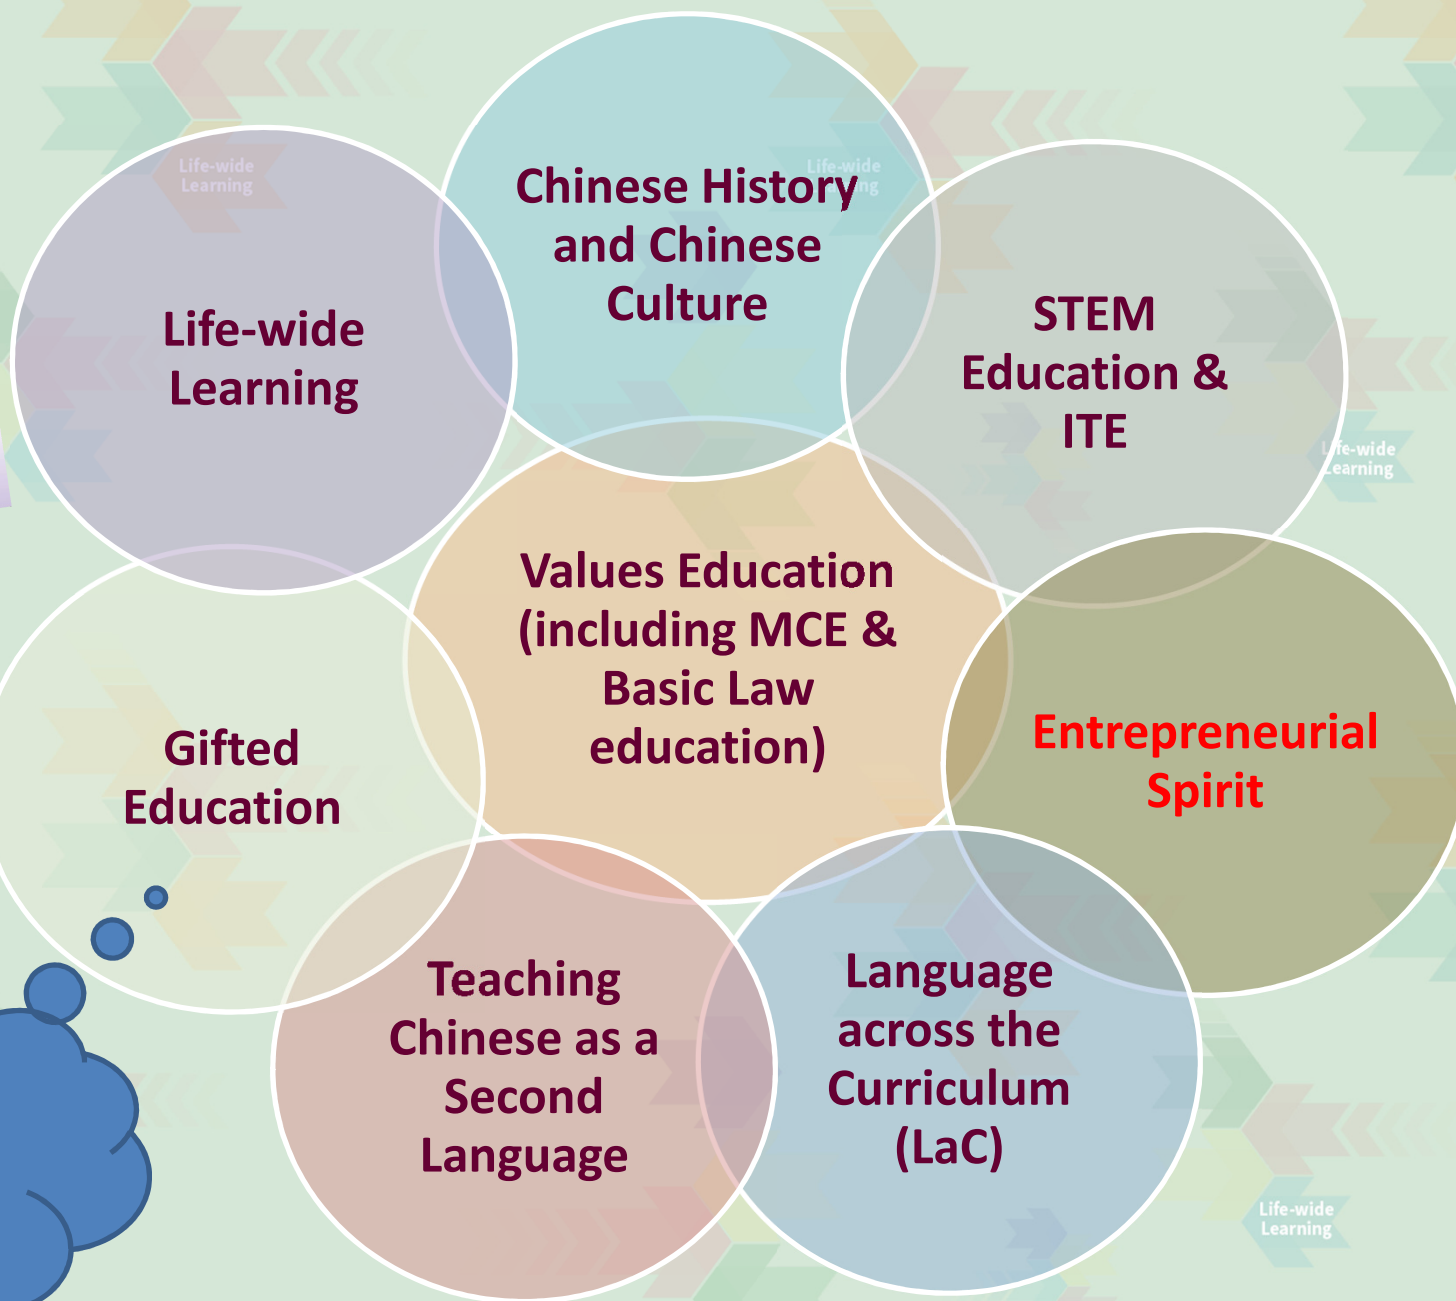 Life-wide
Learning
Life-wide
Chinese History
and Chinese
Culture
Life-wide
Learning
STEM
Education &
ITE
Life-wide
Learning
Values Education
(including MCE &
Basic Law
education)
Entrepreneurial
Spirit
Gifted
Education
Teaching
Chinese as a
Second
Language
Language
across the
Curriculum
(LaC)
Life-wide
Learning